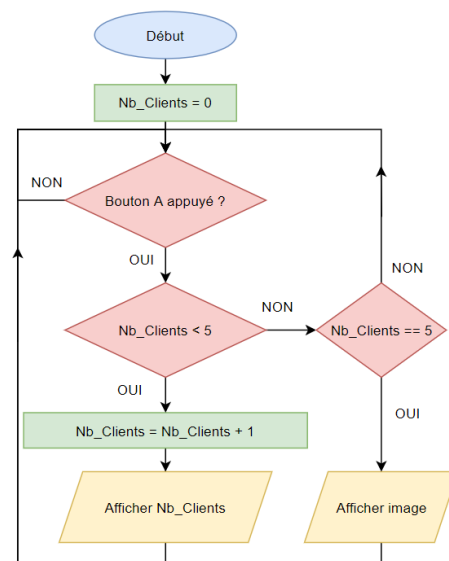 Début
Nb_Clients = 0
NON
Bouton A appuyé ?
OUI
NON
NON
Nb_Clients < 5
Nb_Clients == 5
OUI
OUI
Nb_Clients = Nb_Clients + 1
Afficher Nb_Clients
Afficher image